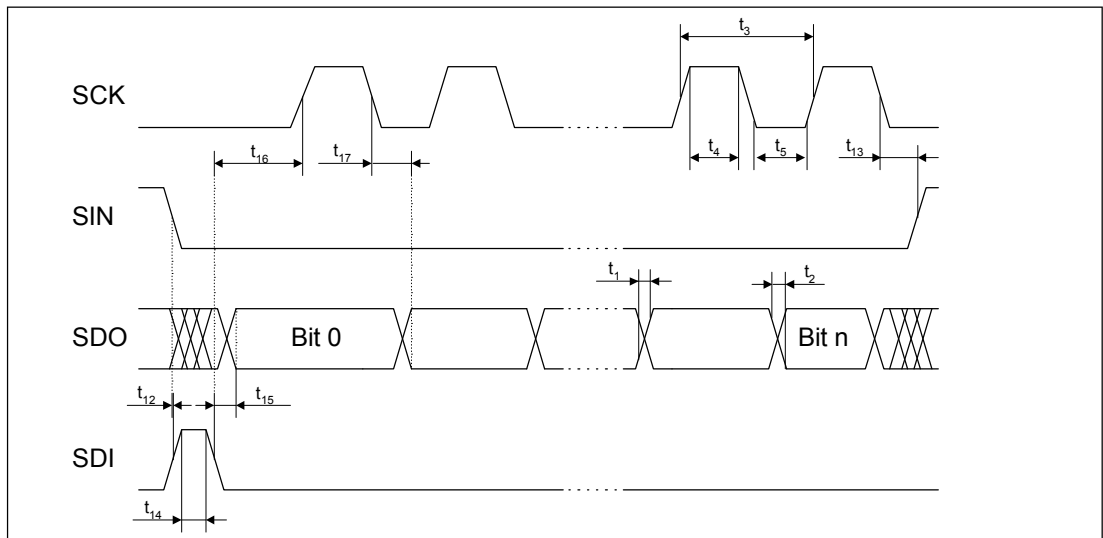 t3
SCK
t16
t17
t4
t5
t13
SIN
t1
t2
SDO
Bit 0
Bit n
t12
t15
SDI
t14